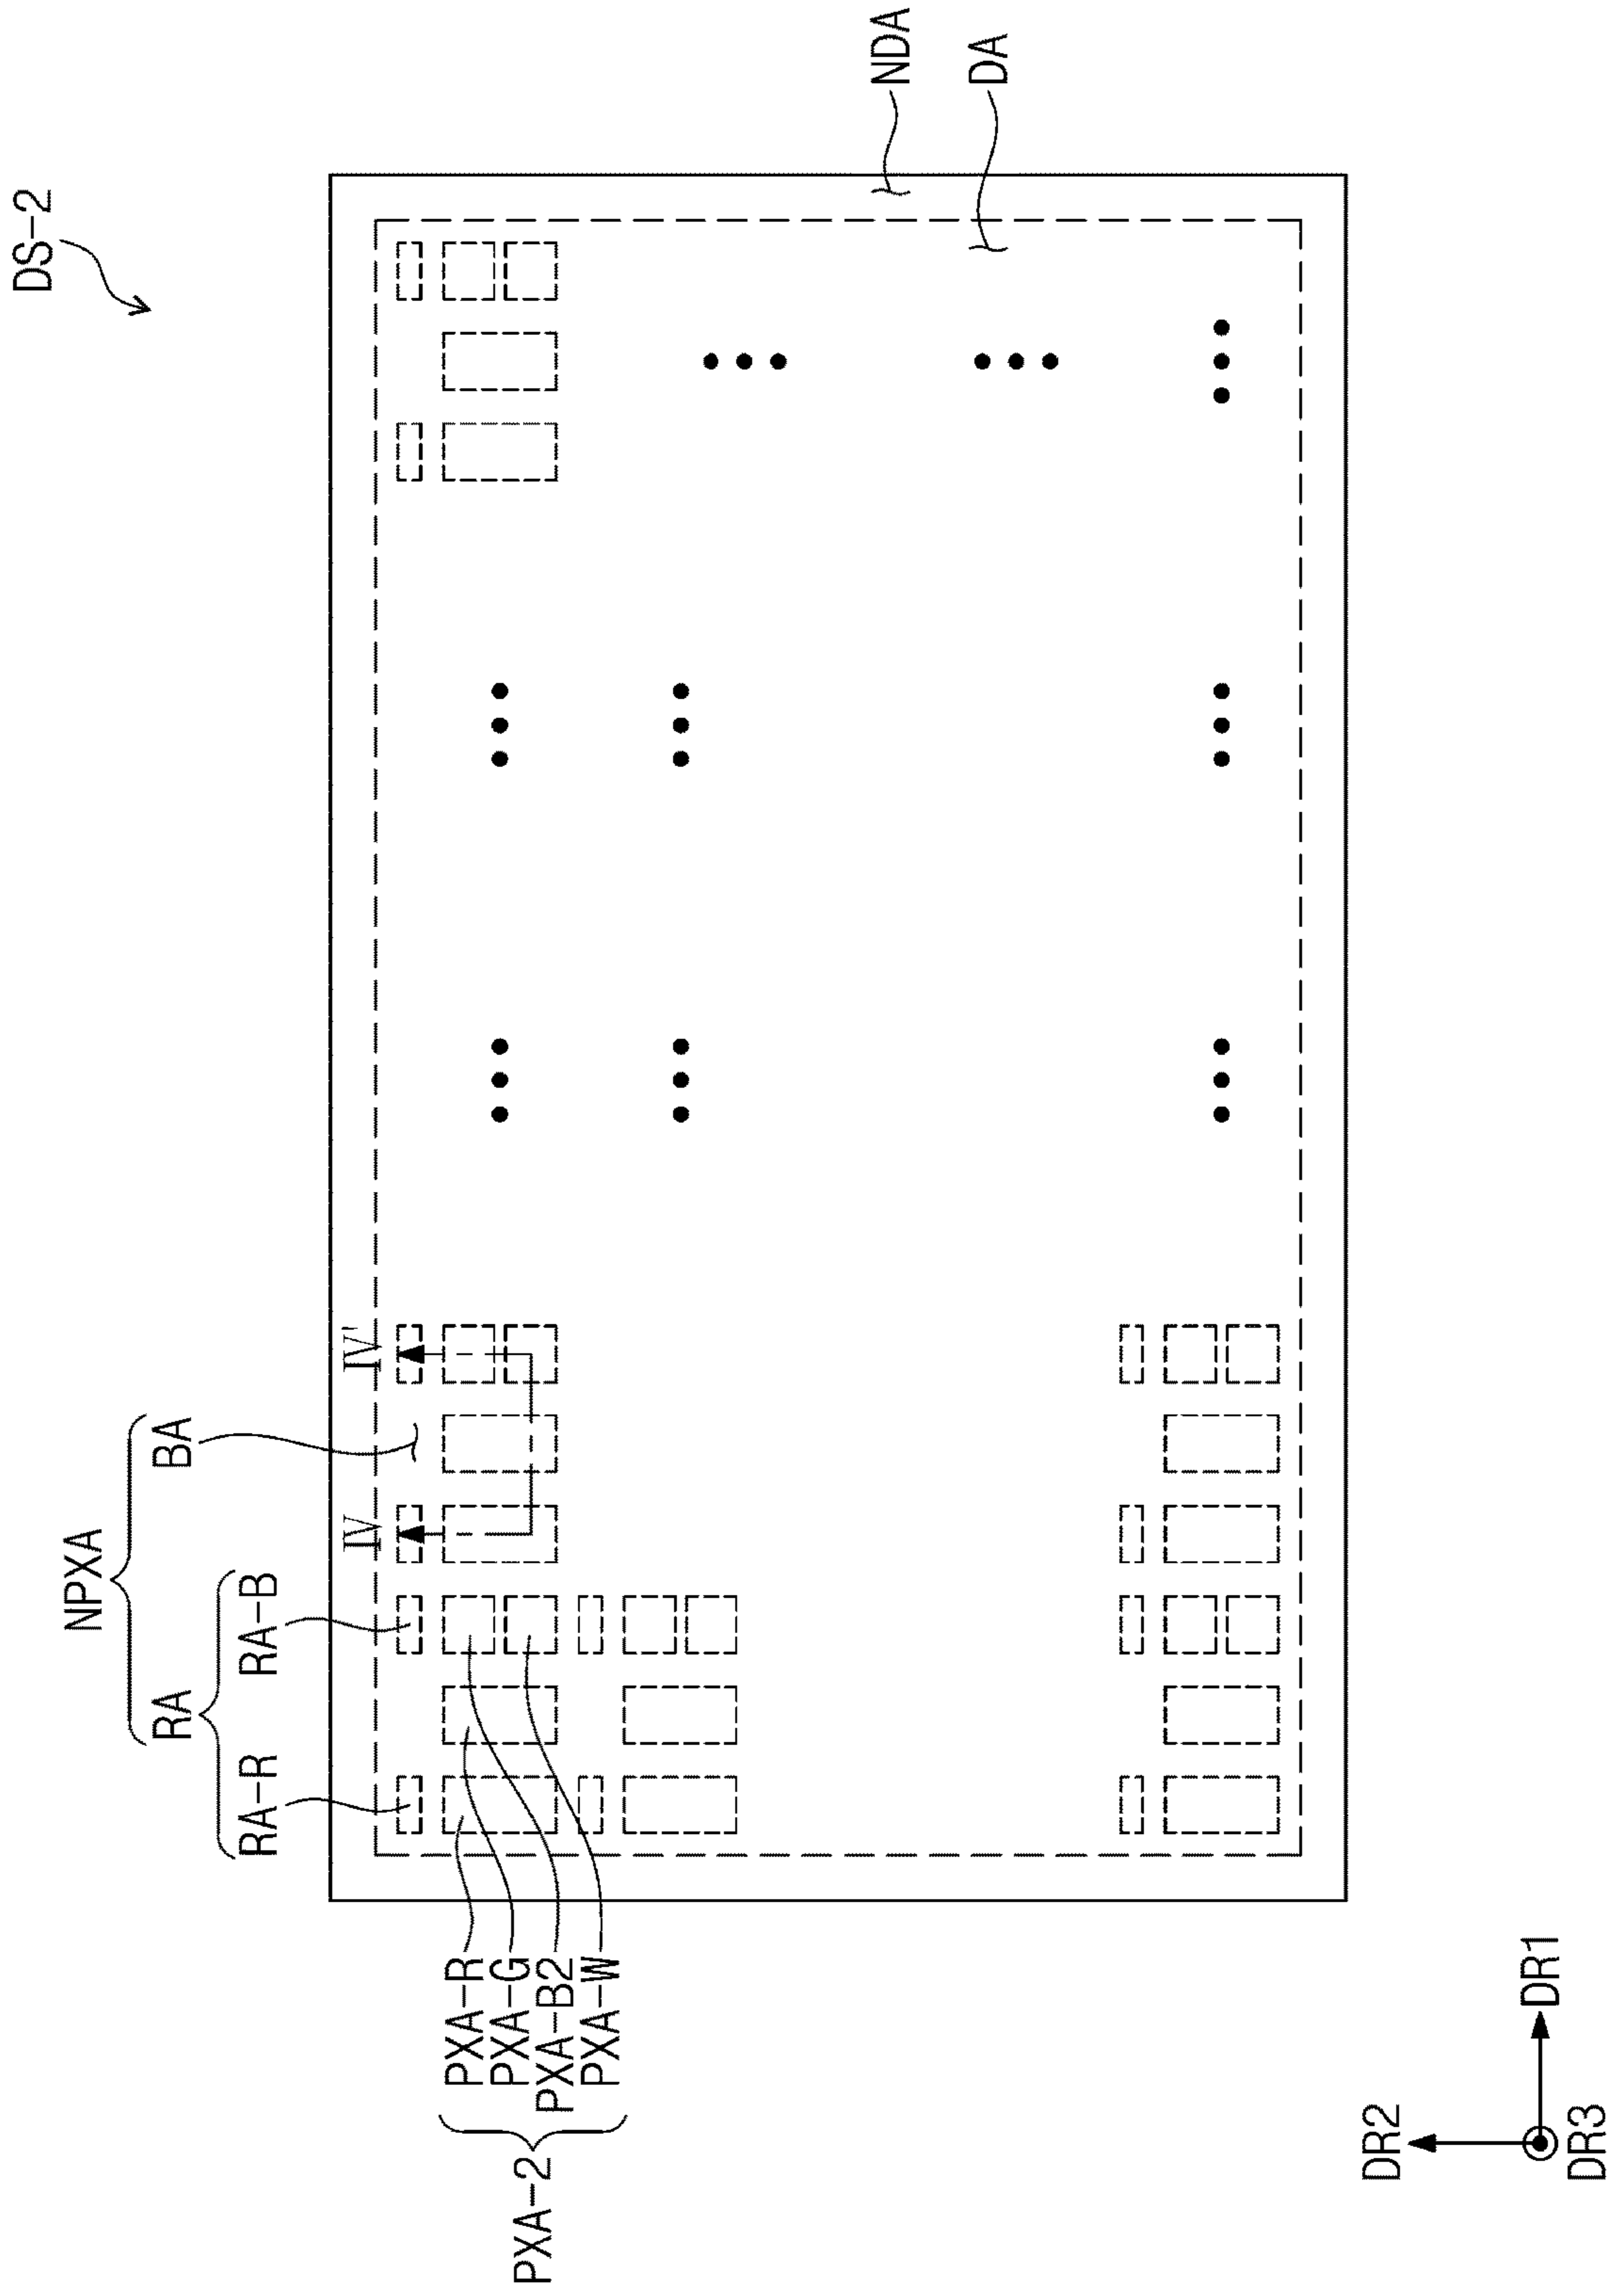 DS-2
NPXA
RA
BA
RA-R
RA-B
IV
IV'
NDA
DA
PXA-2
PXA-R
PXA-G
PXA-B2
PXA-W
DR2
DR1
DR3